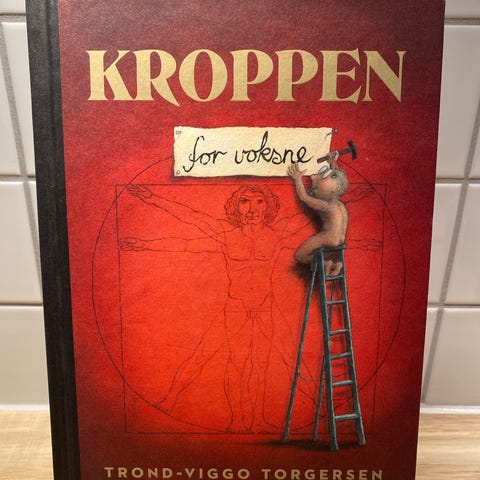 KROPPEN
for voksne
TROND-VIGGO TORGERSEN